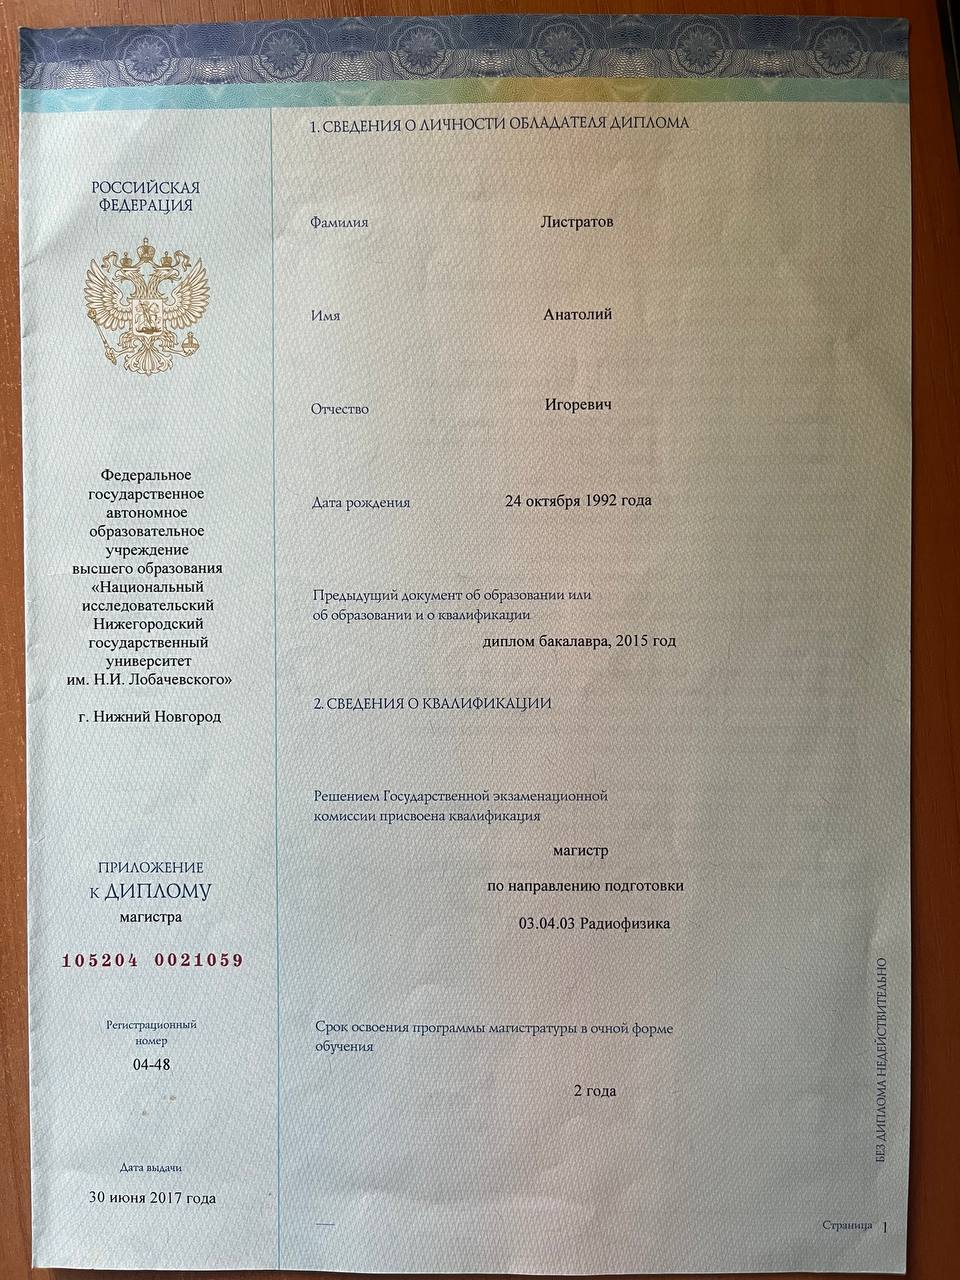 РОССИЙСКАЯ
ФЕДЕРАЦИЯ
Федеральное
государственное
автономное
образовательное
учреждение
высшего образования
«Национальный
исследовательский
Нижегородский
государственный
университет
им. Н.И. Лобачевского»
г. Нижний Новгород
ПРИЛОЖЕНИЕ
к ДИПЛОМУ
магистра
105204 0021059
Регистрационный
номер
04-48
Дата выдачи
30 июня 2017 года
1. СВЕДЕНИЯ О ЛИЧНОСТИ ОБЛАДАТЕЛЯ ДИПЛОМА
Фамилия Листратов
Имя Анатолий
Отчество Игоревич
Дата рождения 24 октября 1992 года
Предыдущий документ об образовании или
об образовании и о квалификации
диплом бакалавра, 2015 год
2. СВЕДЕНИЯ О КВАЛИФИКАЦИИ
Решением Государственной экзаменационной
комиссии присвоена квалификация
магистр
по направлению подготовки
03.04.03 Радиофизика
Срок освоения программы магистратуры в очной форме
обучения
2 года
БЕЗ ДИПЛОМА НЕДЕЙСТВИТЕЛЬНО
Страница 1